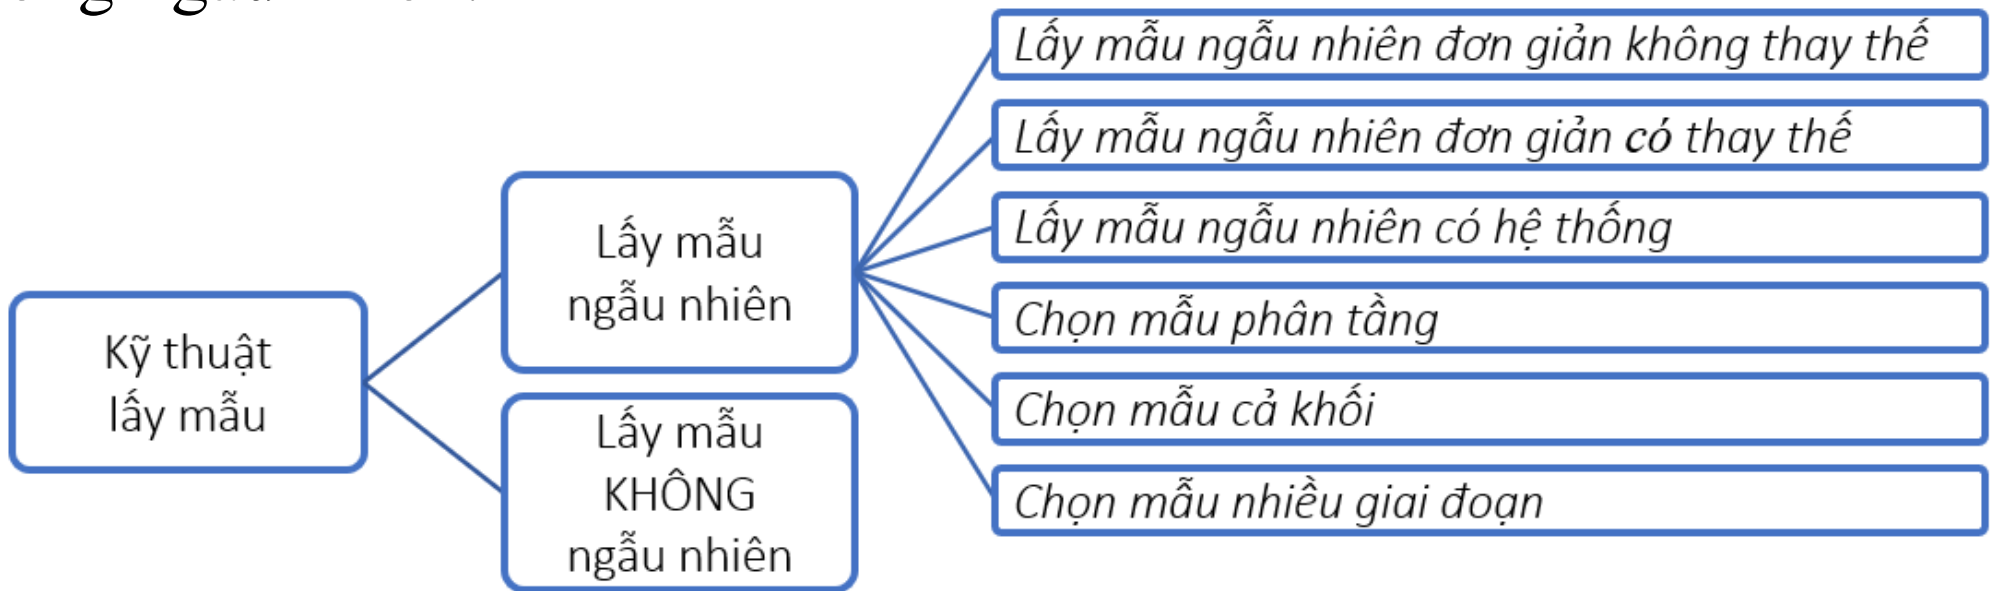 Kỹ thuật
lấy mẫu
Lấy mẫu
ngẫu nhiên
Lấy mẫu
KHÔNG
ngẫu nhiên
Lấy mẫu ngẫu nhiên đơn giản không thay thế
Lấy mẫu ngẫu nhiên đơn giản có thay thế
Lấy mẫu ngẫu nhiên có hệ thống
Chọn mẫu phân tầng
Chọn mẫu cả khối
Chọn mẫu nhiều giai đoạn